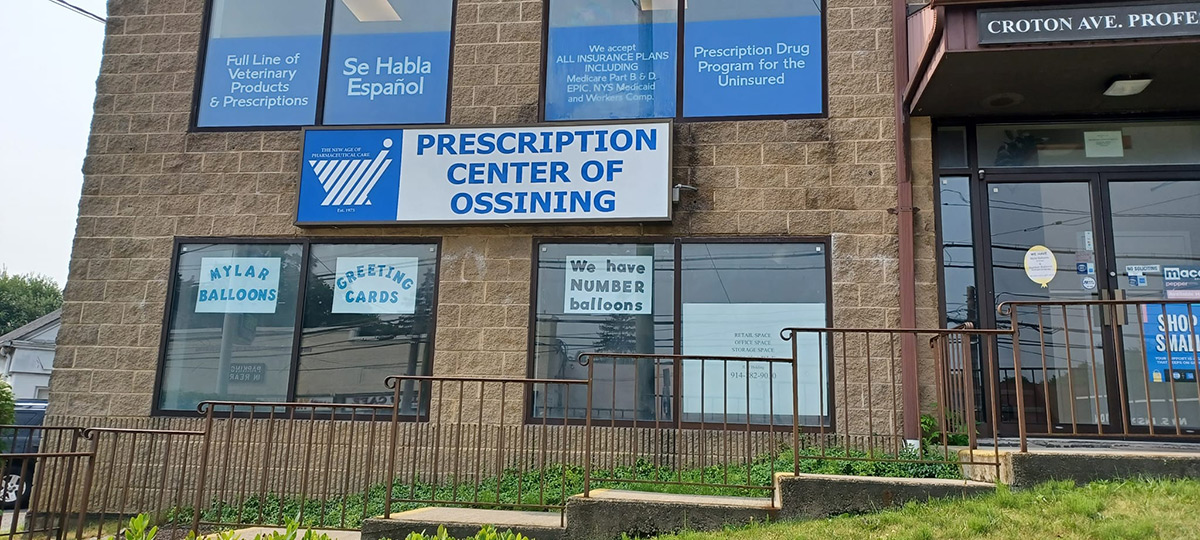 Full Line of
Veterinary
Products
& Prescriptions
Se Habla
Español
We accept
ALL INSURANCE PLANS
INCLUDING
Medicare Part B & D,
EPIC, NYS Medicaid
and Workers Comp.
Prescription Drug
Program for the
Uninsured
CROTON AVE. PROFE
THE NEW AGE OF
PHARMACEUTICAL CARE
Est. 1975
PRESCRIPTION
CENTER OF
OSSINING
MYLAR
BALLOONS
GREETING
CARDS
We have
NUMBER
balloons
RETAIL SPACE
OFFICE SPACE
STORAGE SPACE
PARKING
IN REAR
NO
SOLICITING
SHOP
SMALL